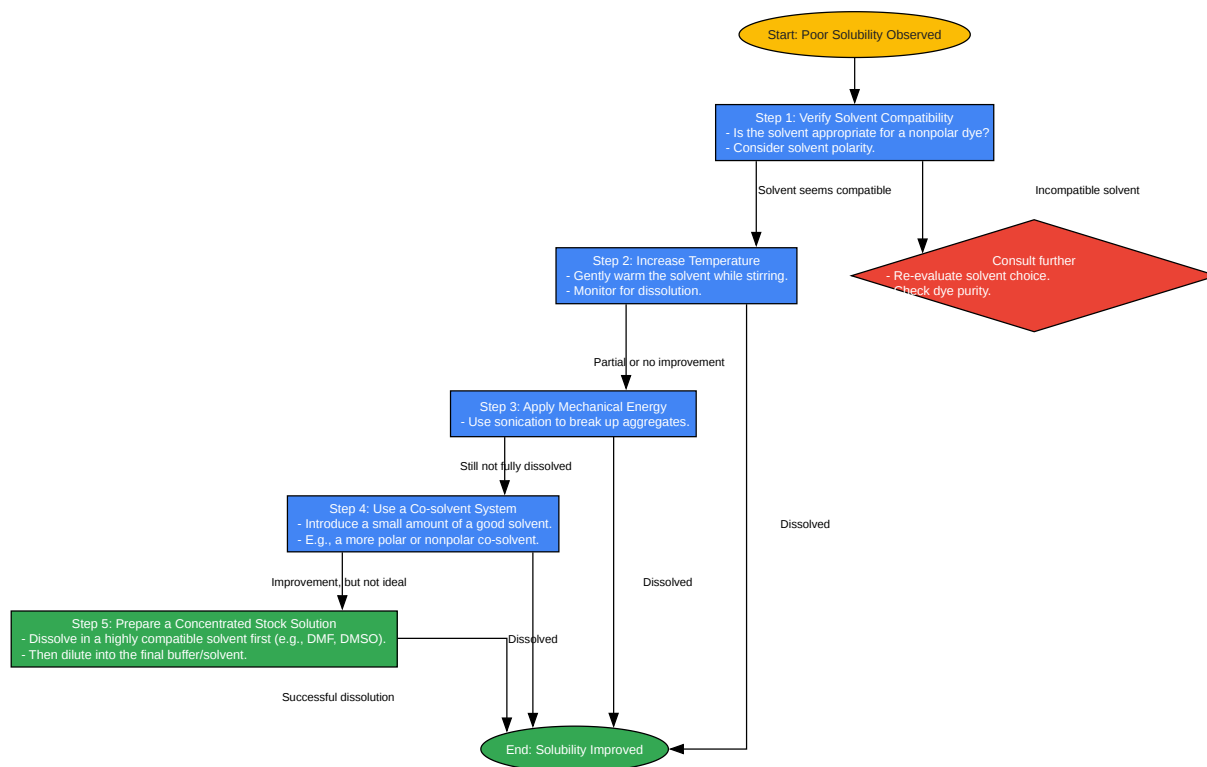 Start: Poor Solubility Observed
Step 1: Verify Solvent Compatibility
- Is the solvent appropriate for a nonpolar dye?
- Consider solvent polarity.
Solvent seems compatible
Incompatible solvent
Step 2: Increase Temperature
- Gently warm the solvent while stirring.
- Monitor for dissolution.
Consult further
- Re-evaluate solvent choice.
- Check dye purity.
Partial or no improvement
Step 3: Apply Mechanical Energy
- Use sonication to break up aggregates.
Still not fully dissolved
Step 4: Use a Co-solvent System
- Introduce a small amount of a good solvent.
- E.g., a more polar or nonpolar co-solvent.
Dissolved
Improvement, but not ideal
Dissolved
Step 5: Prepare a Concentrated Stock Solution
- Dissolve in a highly compatible solvent first (e.g., DMF, DMSO).
- Then dilute into the final buffer/solvent.
Dissolved
Successful dissolution
End: Solubility Improved